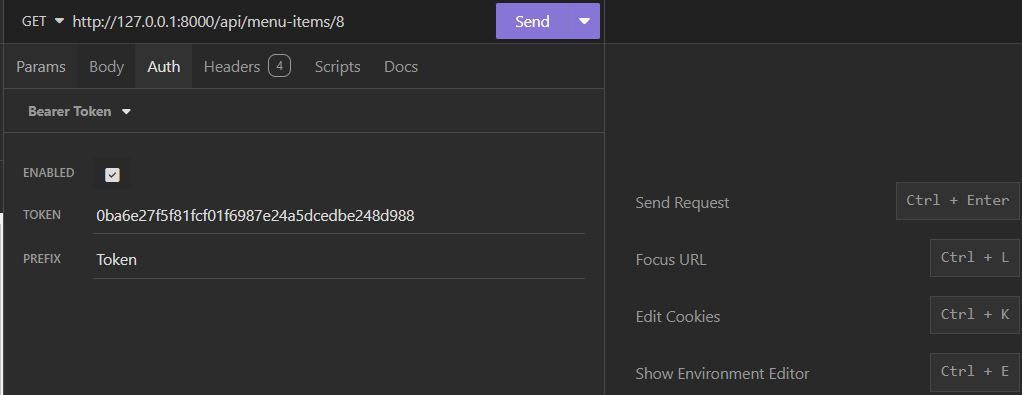 GET http://127.0.0.1:8000/api/menu-items/8 Send
Params Body Auth Headers 4 Scripts Docs
Bearer Token
ENABLED
TOKEN 0ba6e27f5f81fcf01f6987e24a5dcedbe248d988
PREFIX Token
Send Request Ctrl + Enter
Focus URL Ctrl + L
Edit Cookies Ctrl + K
Show Environment Editor Ctrl + E